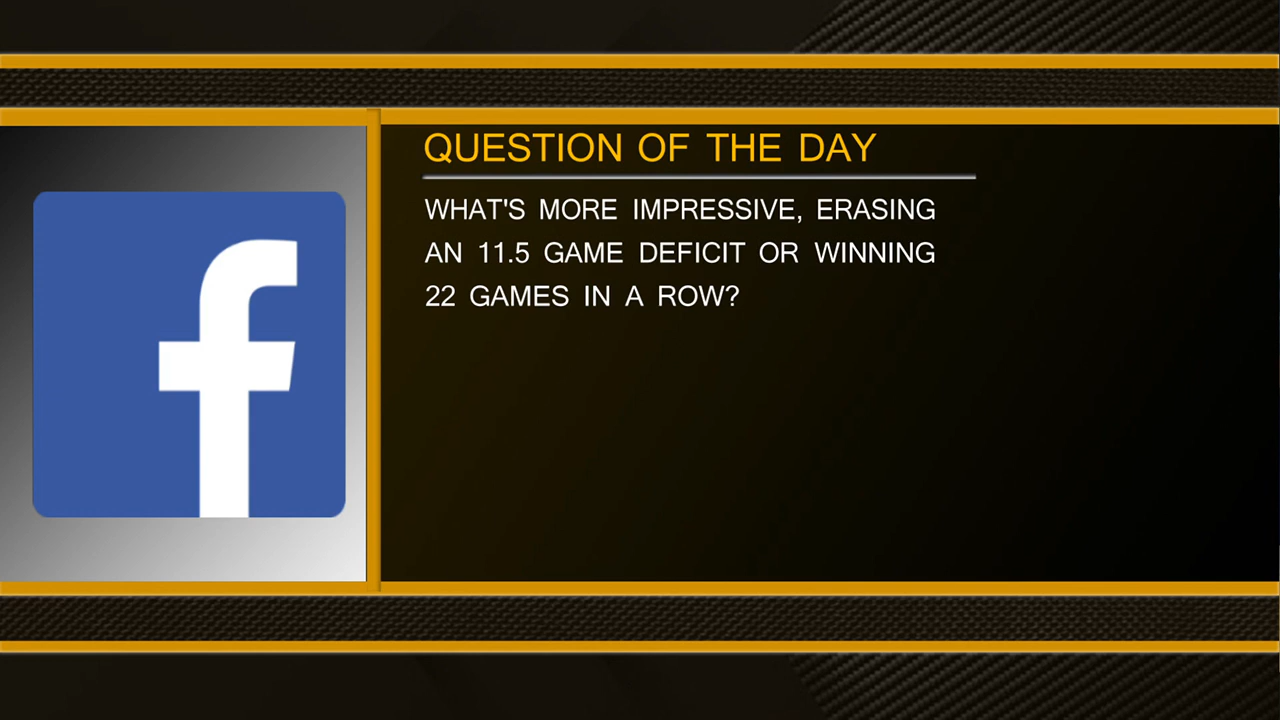 QUESTION OF THE DAY
WHAT'S MORE IMPRESSIVE, ERASING
AN 11.5 GAME DEFICIT OR WINNING
22 GAMES IN A ROW?